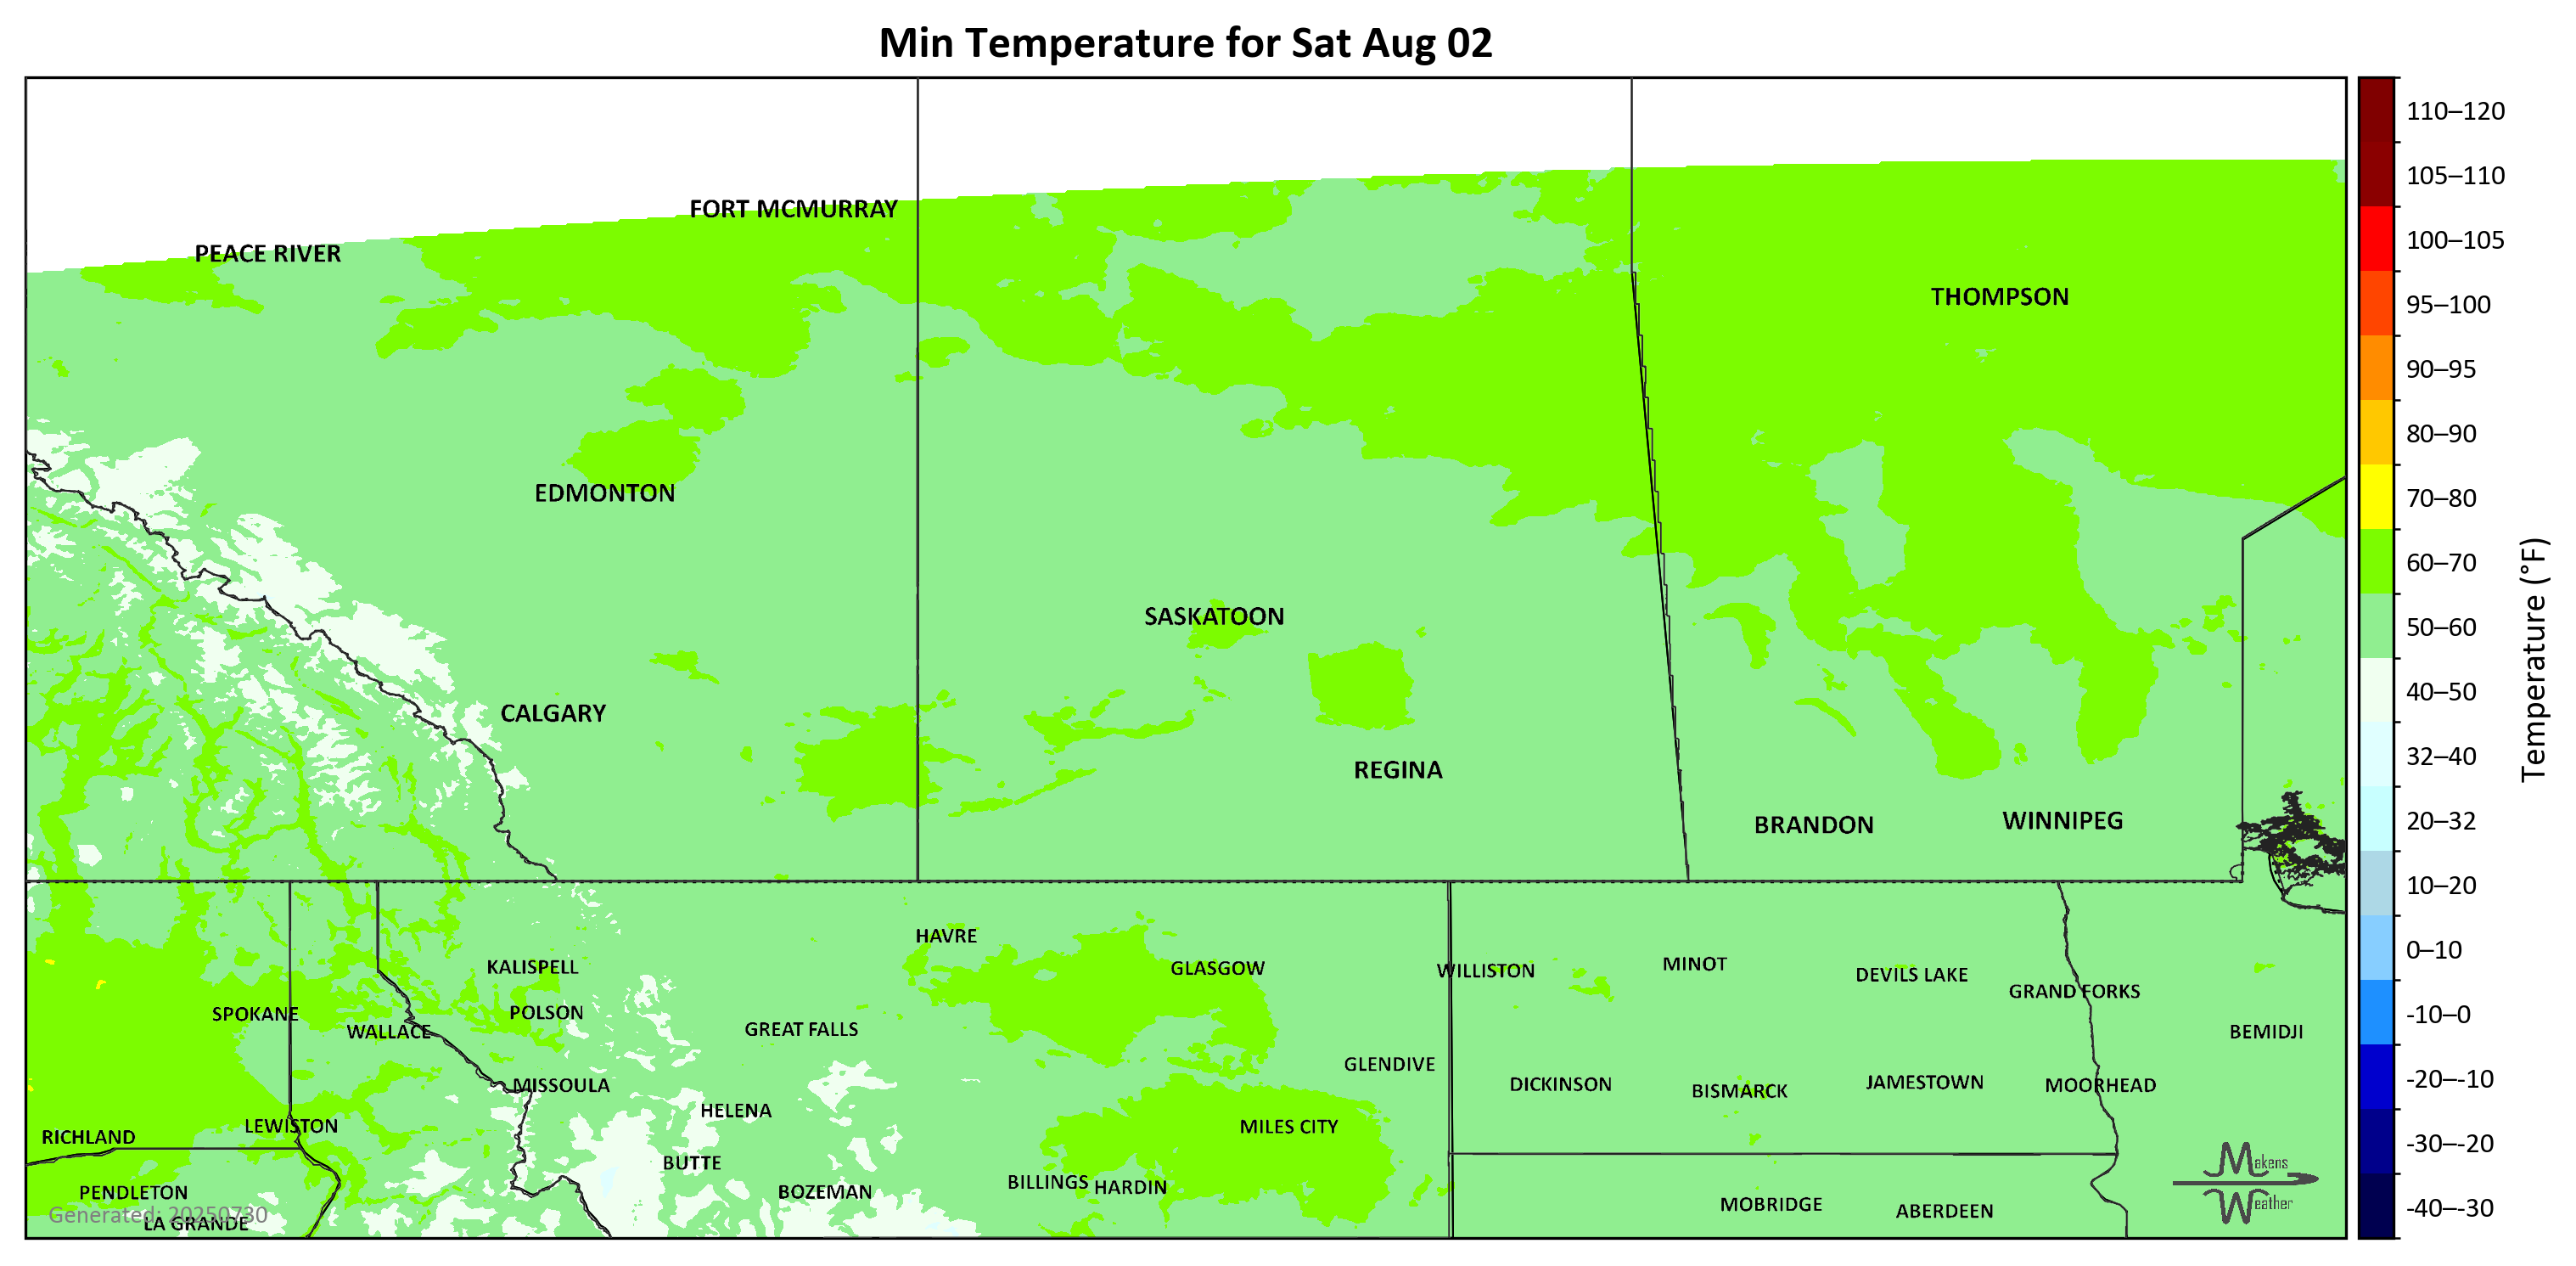 Min Temperature for Sat Aug 02
FORT MCMURRAY
PEACE RIVER
THOMPSON
EDMONTON
SASKATOON
CALGARY
REGINA
BRANDON
WINNIPEG
HAVRE
KALISPELL
GLASGOW
WILLISTON
MINOT
DEVILS LAKE
GRAND FORKS
SPOKANE
POLSON
WALLACE
GREAT FALLS
BEMIDJI
GLENDIVE
MISSOULA
DICKINSON
BISMARCK
JAMESTOWN
MOORHEAD
HELENA
LEWISTON
MILES CITY
RICHLAND
BUTTE
BILLINGS
HARDIN
PENDLETON
BOZEMAN
MOBRIDGE
ABERDEEN
Generated: 20250730
LA GRANDE
Makens
Weather
110–120
105–110
100–105
95–100
90–95
80–90
70–80
60–70
50–60
40–50
32–40
20–32
10–20
0–10
-10–0
-20–-10
-30–-20
-40–-30
Temperature (°F)